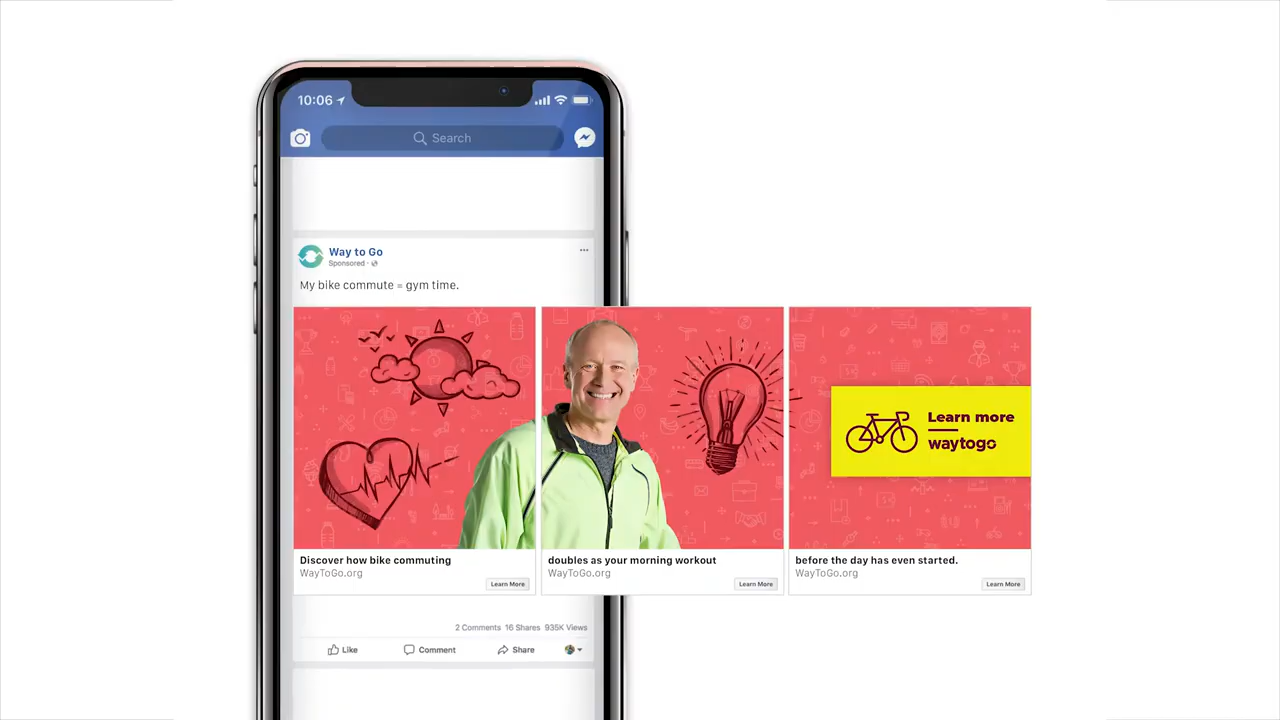 10:06
Search
Way to Go
Sponsored ·
My bike commute = gym time.
Learn more
waytogo
Discover how bike commuting
WayToGo.org
Learn More
doubles as your morning workout
WayToGo.org
Learn More
before the day has even started.
WayToGo.org
Learn More
2 Comments 16 Shares 935K Views
Like Comment Share